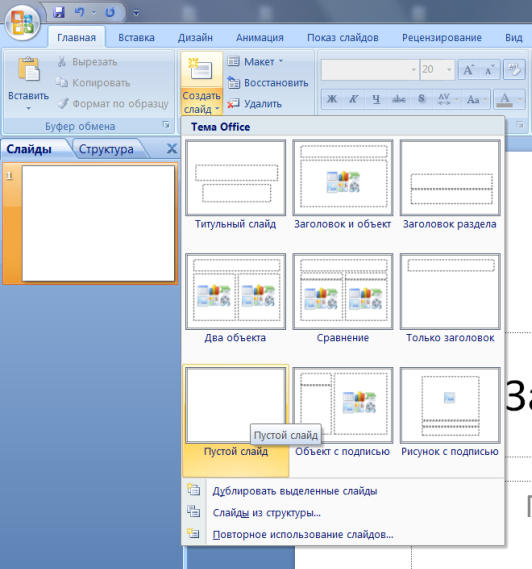 Главная Вставка Дизайн Анимация Показ слайдов Рецензирование Вид
Вырезать
Копировать
Формат по образцу
Вставить
Буфер обмена
Создать
слайд
Макет
Восстановить
Удалить
20 А А
Ж К Ч abc S AV Aa А
Слайды Структура X
1
Тема Office
Титульный слайд Заголовок и объект Заголовок раздела
Два объекта Сравнение Только заголовок
Пустой слайд
Пустой слайд Объект с подписью Рисунок с подписью
Дублировать выделенные слайды
Слайды из структуры...
Повторное использование слайдов...
За